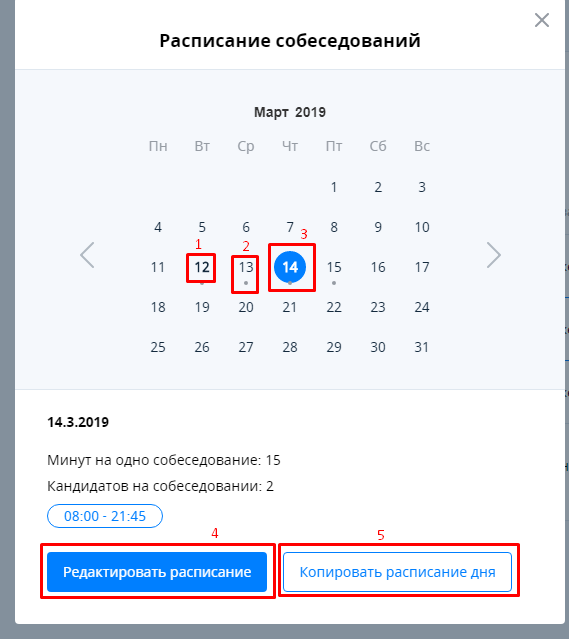 Расписание собеседований
Март 2019
Пн Вт Ср Чт Пт Сб Вс
1 2 3
4 5 6 7 8 9 10
1 2 3
11 12 13 14 15 16 17
18 19 20 21 22 23 24
25 26 27 28 29 30 31
14.3.2019
Минут на одно собеседование: 15
Кандидатов на собеседовании: 2
08:00 - 21:45
4 5
Редактировать расписание Копировать расписание дня